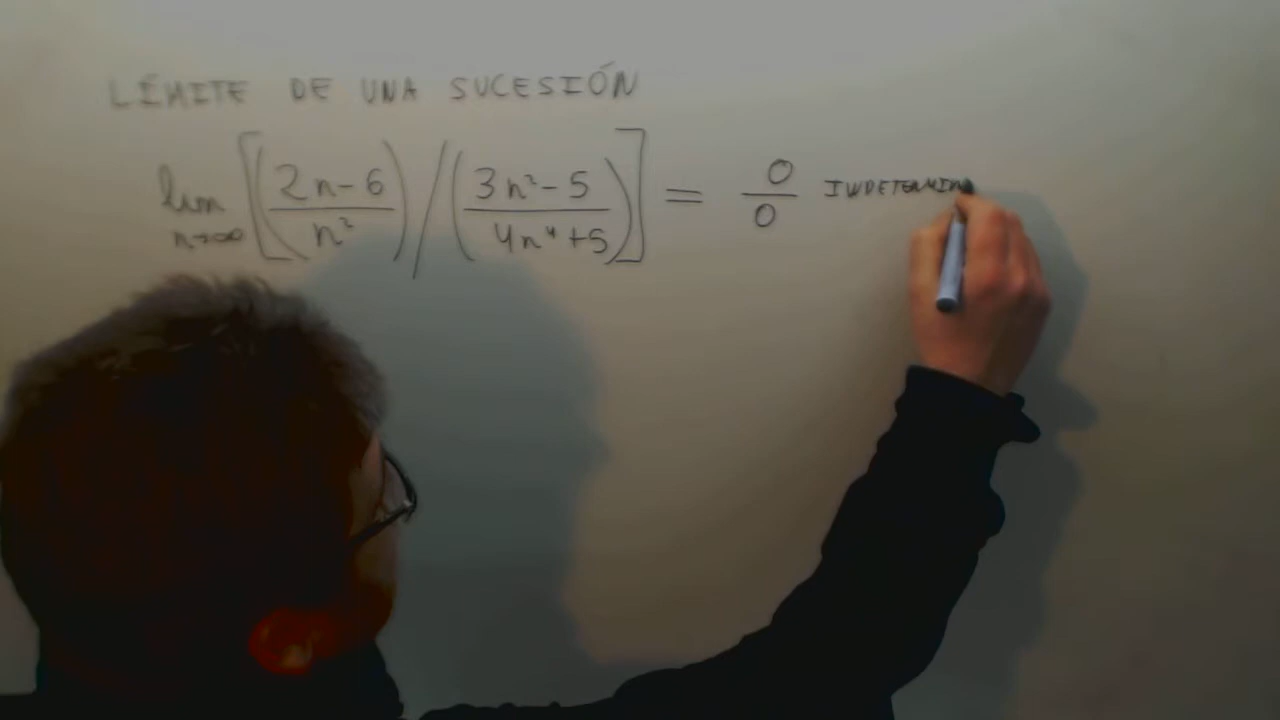 LÍMITE DE UNA SUCESIÓN
lim n→∞ [((2n-6)/n²) / ((3n²-5)/(4n⁴+5))] = 0/0 INDETERMIN